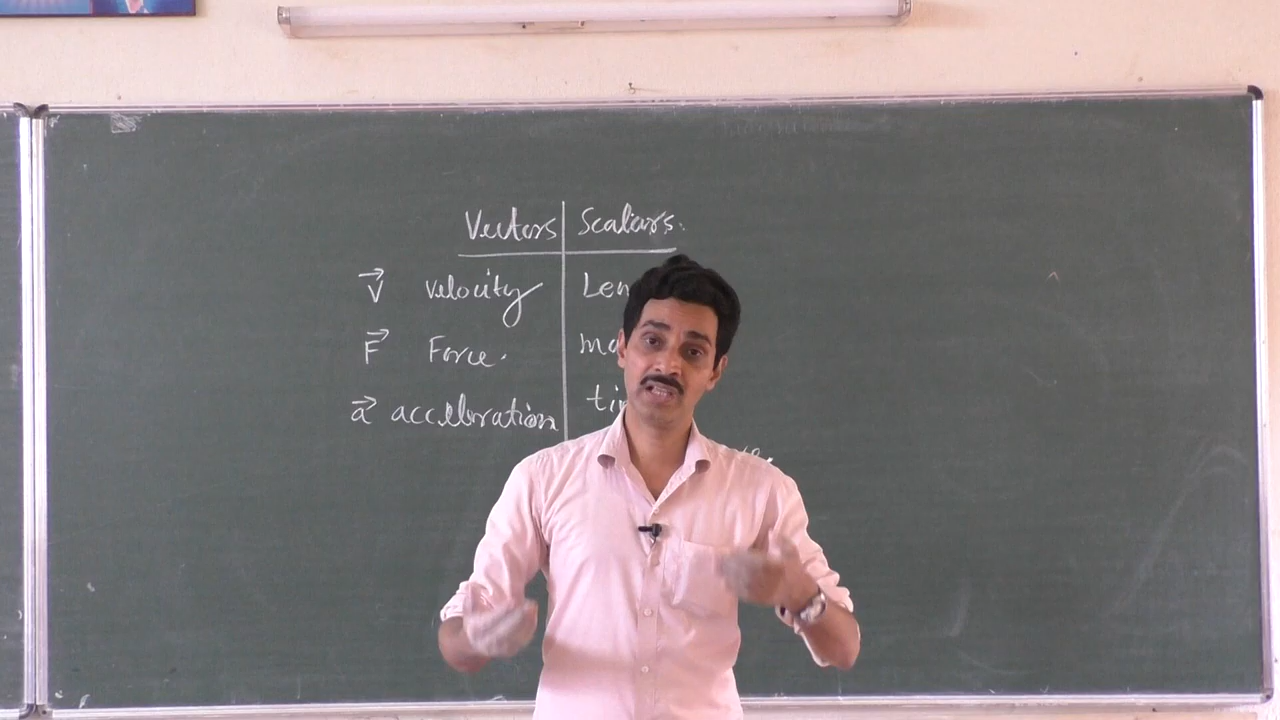 Vectors Scalars.
v⃗ velocity Len
F⃗ Force. ma
a⃗ acceleration ti